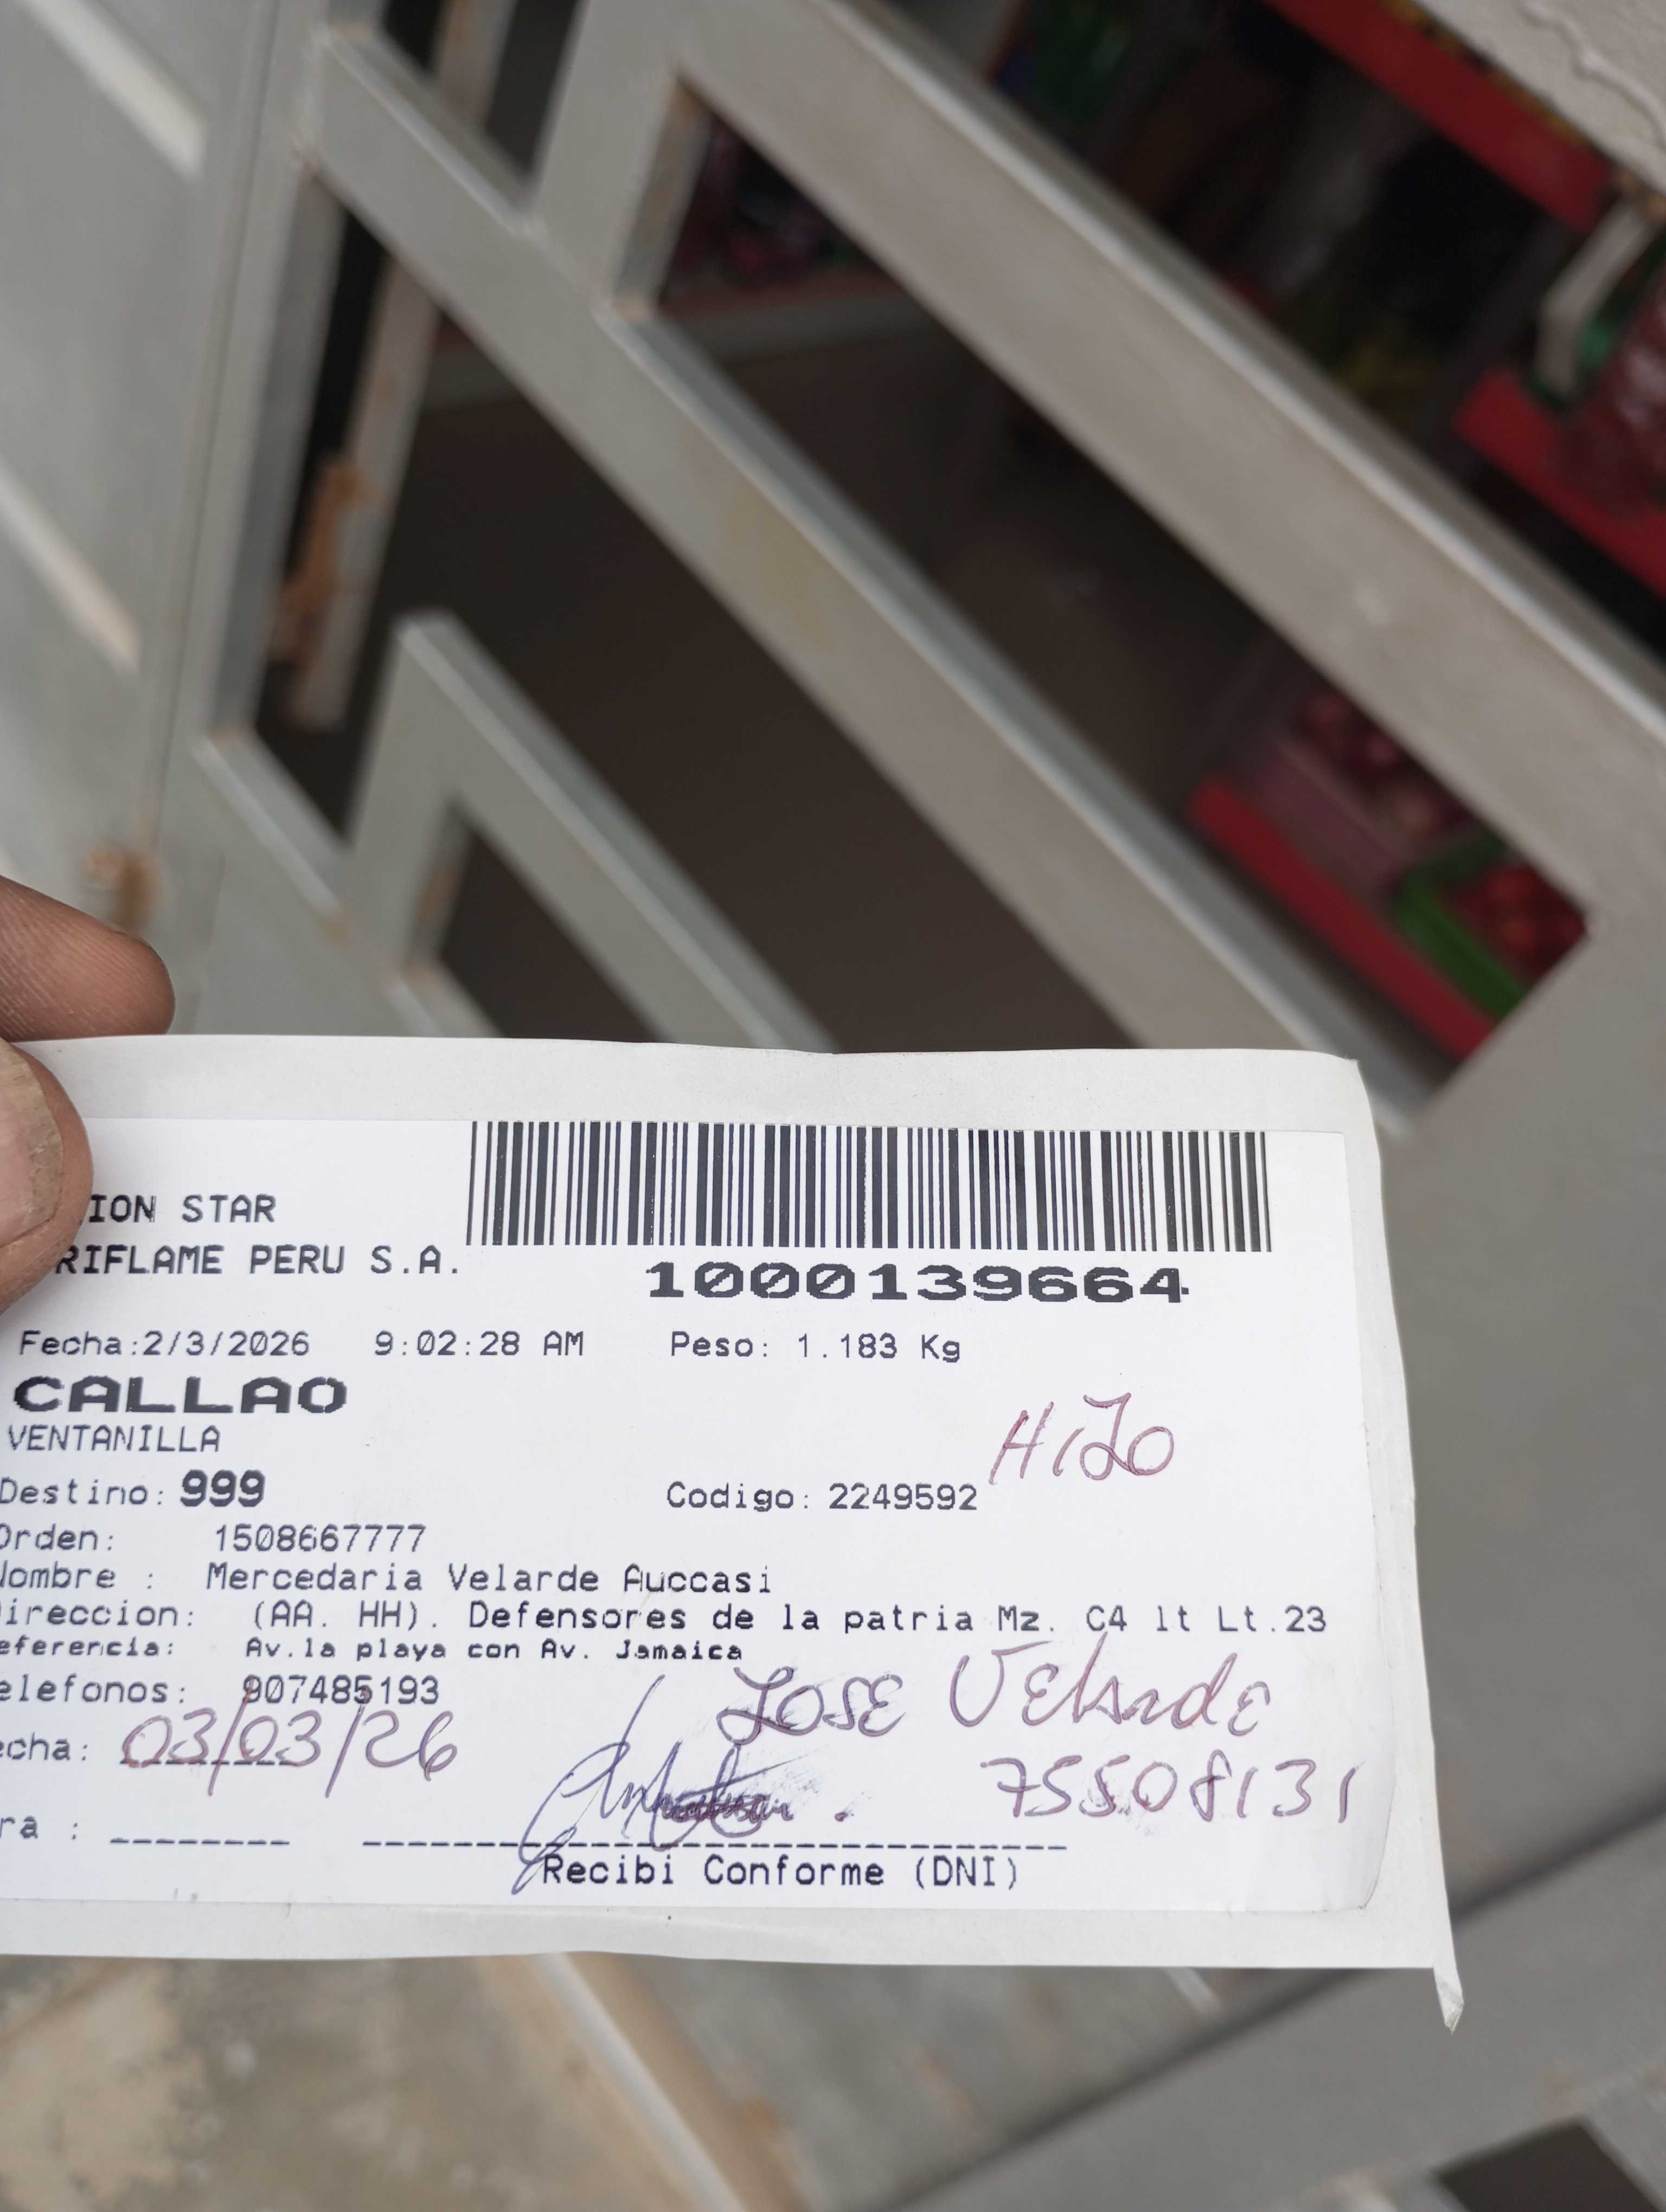 ION STAR
RIFLAME PERU S.A.
1000139664
Fecha:2/3/2026 9:02:28 AM Peso: 1.183 Kg
CALLAO
VENTANILLA
HiJo
Destino: 999 Codigo: 2249592
Orden: 1508667777
Nombre : Mercedaria Velarde Auccasi
ireccion: (AA. HH). Defensores de la patria Mz. C4 lt Lt.23
eferencia: Av.la playa con Av. Jamaica
elefonos: 907485193
JOSE Velarde
echa: 03/03/26
75508131
ra :
Recibi Conforme (DNI)